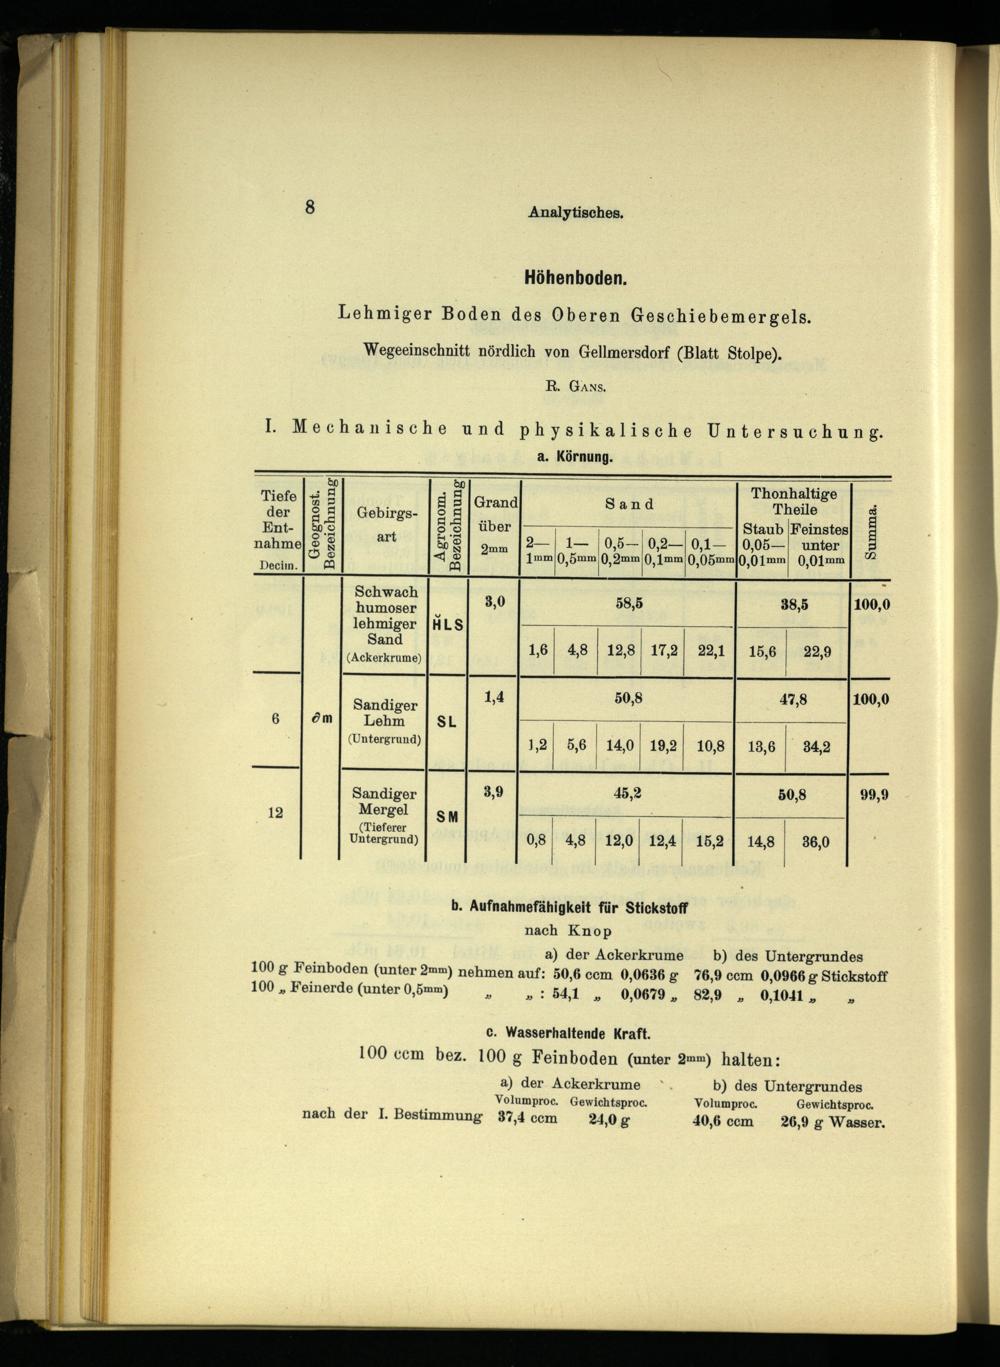 8
Analytisches.
Höhenboden.
Lehmiger Boden des Oberen Geschiebemergels.
Wegeeinschnitt nördlich von Gellmersdorf (Blatt Stolpe).
R. Gans.
I. Mechanische und physikalische Untersuchung.
a. Körnung.
Tiefe der Ent-nahme Decim. | Geognost. Bezeichnung | Gebirgs-art | Agronom. Bezeichnung | Grand über 2mm | Sand | Thonhaltige Theile | Summa.
2—1mm | 1—0,5mm | 0,5—0,2mm | 0,2—0,1mm | 0,1—0,05mm | Staub 0,05—0,01mm | Feinstes unter 0,01mm
Schwach humoser lehmiger Sand (Ackerkrume) | H̆LS | 3,0 | 58,5 | 38,5 | 100,0
1,6 | 4,8 | 12,8 | 17,2 | 22,1 | 15,6 | 22,9
6 | ∂m | Sandiger Lehm (Untergrund) | SL | 1,4 | 50,8 | 47,8 | 100,0
1,2 | 5,6 | 14,0 | 19,2 | 10,8 | 13,6 | 34,2
12 | Sandiger Mergel (Tieferer Untergrund) | SM | 3,9 | 45,2 | 50,8 | 99,9
0,8 | 4,8 | 12,0 | 12,4 | 15,2 | 14,8 | 36,0
b. Aufnahmefähigkeit für Stickstoff
nach Knop
a) der Ackerkrume b) des Untergrundes
100 g Feinboden (unter 2mm) nehmen auf: 50,6 ccm 0,0636 g 76,9 ccm 0,0966 g Stickstoff
100 „ Feinerde (unter 0,5mm) „ „ : 54,1 „ 0,0679 „ 82,9 „ 0,1041 „ „
c. Wasserhaltende Kraft.
100 ccm bez. 100 g Feinboden (unter 2mm) halten:
a) der Ackerkrume b) des Untergrundes
Volumproc. Gewichtsproc. Volumproc. Gewichtsproc.
nach der I. Bestimmung 37,4 ccm 24,0 g 40,6 ccm 26,9 g Wasser.